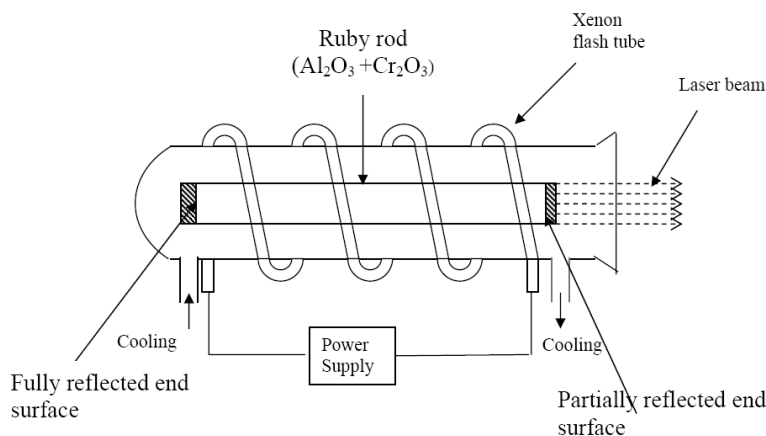 Xenon
flash tube
Ruby rod
(Al₂O₃ +Cr₂O₃)
Laser beam
Cooling
Power
Supply
Cooling
Fully reflected end
surface
Partially reflected end
surface